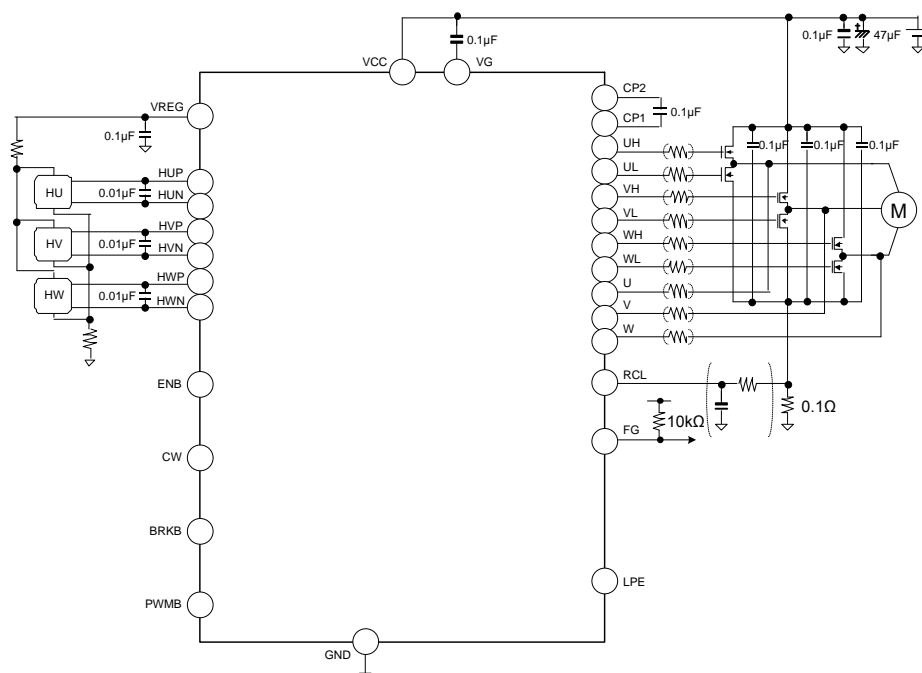 0.1µF
0.1µF
47µF
VCC
VG
VREG
0.1µF
HU
HUP
HUN
0.01µF
HV
HVP
HVN
0.01µF
HW
HWP
HWN
0.01µF
ENB
CW
BRKB
PWMB
GND
CP2
CP1
0.1µF
UH
UL
VH
VL
WH
WL
U
V
W
0.1µF
0.1µF
0.1µF
M
RCL
0.1Ω
10kΩ
FG
LPE